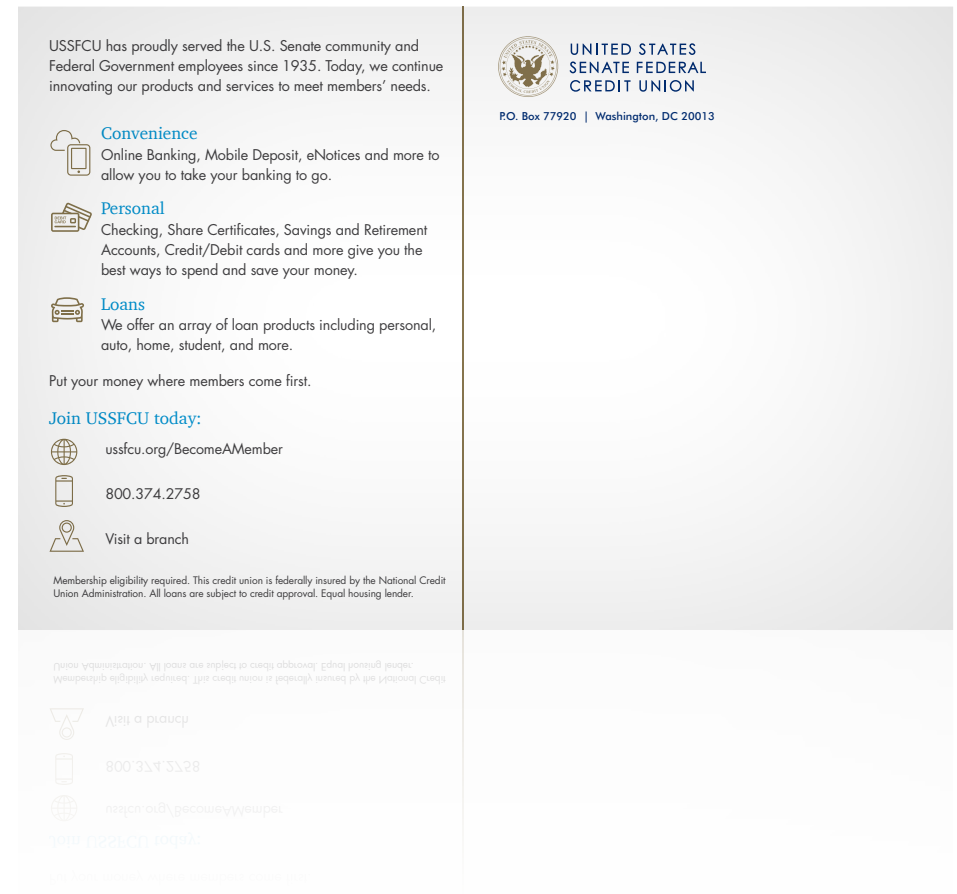 USSFCU has proudly served the U.S. Senate community and
Federal Government employees since 1935. Today, we continue
innovating our products and services to meet members' needs.
Convenience
Online Banking, Mobile Deposit, eNotices and more to
allow you to take your banking to go.
Personal
Checking, Share Certificates, Savings and Retirement
Accounts, Credit/Debit cards and more give you the
best ways to spend and save your money.
Loans
We offer an array of loan products including personal,
auto, home, student, and more.
Put your money where members come first.
Join USSFCU today:
ussfcu.org/BecomeAMember
800.374.2758
Visit a branch
Membership eligibility required. This credit union is federally insured by the National Credit
Union Administration. All loans are subject to credit approval. Equal housing lender.
UNITED STATES
SENATE FEDERAL
CREDIT UNION
P.O. Box 77920 | Washington, DC 20013